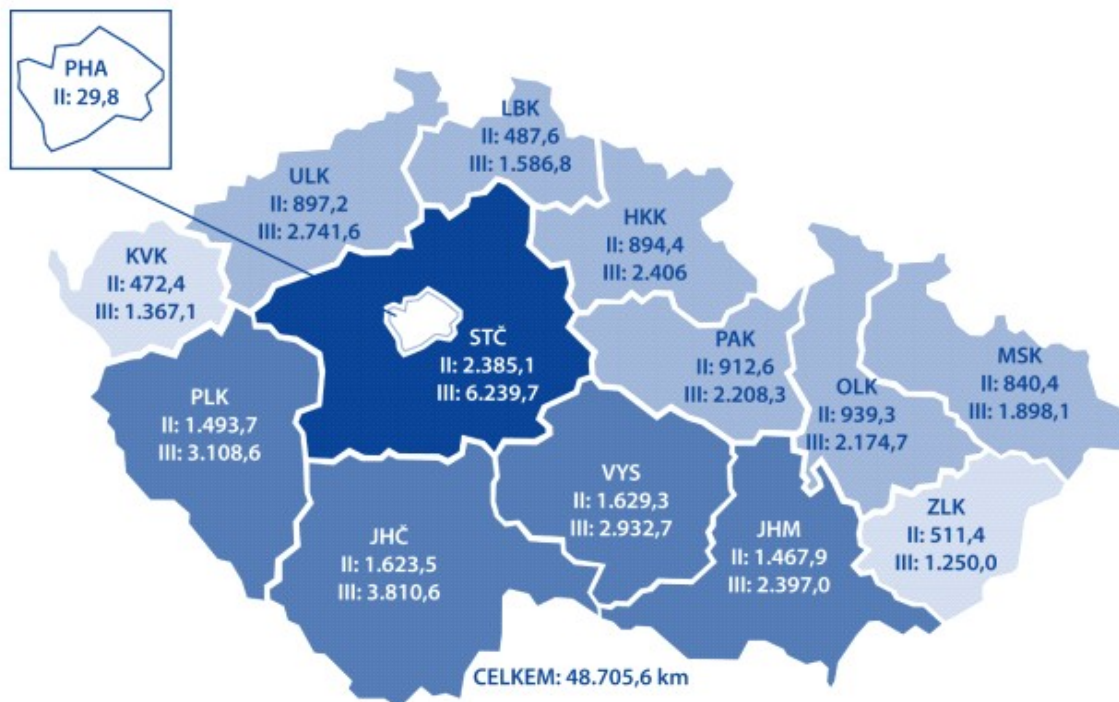 PHA
II: 29,8
LBK
II: 487,6
III: 1.586,8
ULK
II: 897,2
III: 2.741,6
HKK
II: 894,4
III: 2.406
KVK
II: 472,4
III: 1.367,1
STČ
II: 2.385,1
III: 6.239,7
PAK
II: 912,6
III: 2.208,3
MSK
II: 840,4
III: 1.898,1
OLK
II: 939,3
III: 2.174,7
PLK
II: 1.493,7
III: 3.108,6
VYS
II: 1.629,3
III: 2.932,7
ZLK
II: 511,4
III: 1.250,0
JHČ
II: 1.623,5
III: 3.810,6
JHM
II: 1.467,9
III: 2.397,0
CELKEM: 48.705,6 km